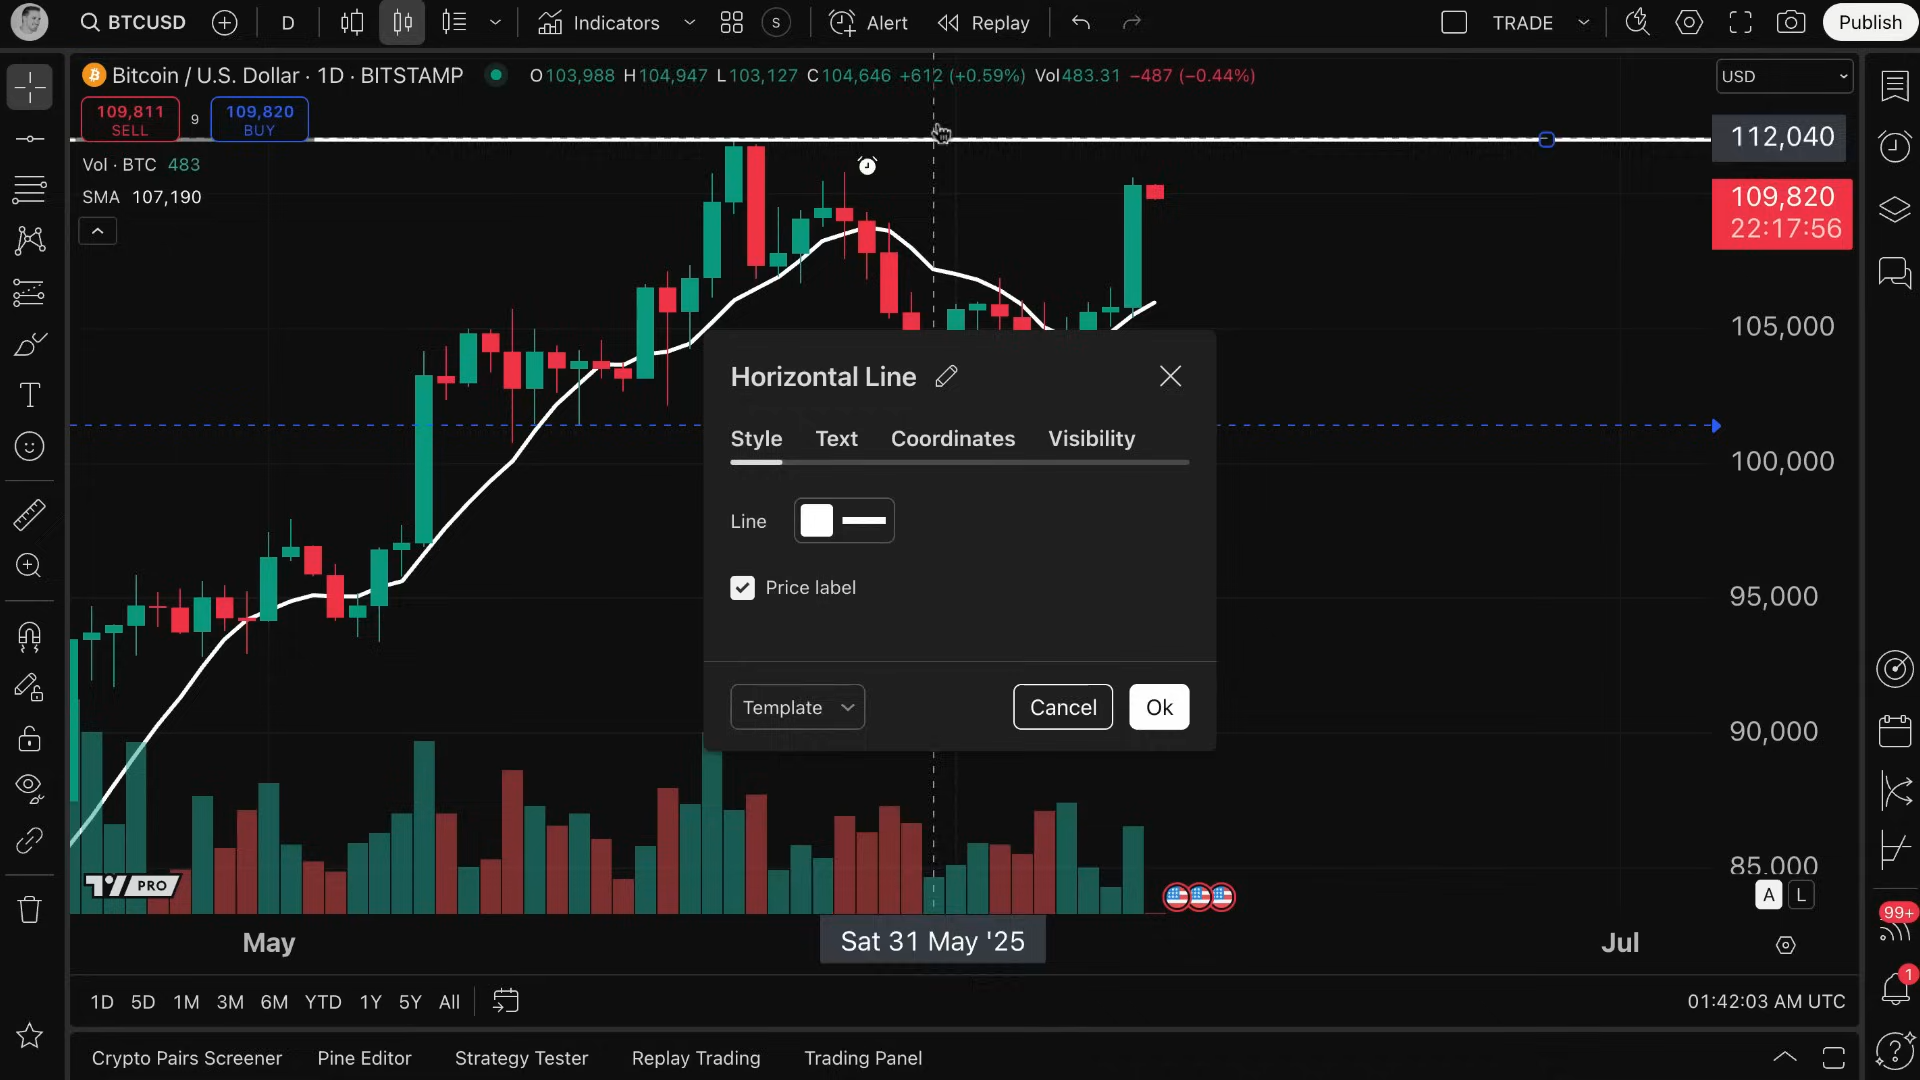 BTCUSD
D
Indicators
S
Alert
Replay
TRADE
Publish
Bitcoin / U.S. Dollar · 1D · BITSTAMP
O103,988 H104,947 L103,127 C104,646 +612 (+0.59%) Vol483.31 −487 (−0.44%)
USD
109,811
SELL
9
109,820
BUY
112,040
Vol · BTC 483
SMA 107,190
109,820
22:17:56
105,000
Horizontal Line
Style Text Coordinates Visibility
100,000
Line
Price label
95,000
Template
Cancel
Ok
90,000
85,000
PRO
A L
99+
May
Sat 31 May '25
Jul
1
1D 5D 1M 3M 6M YTD 1Y 5Y All
01:42:03 AM UTC
Crypto Pairs Screener Pine Editor Strategy Tester Replay Trading Trading Panel